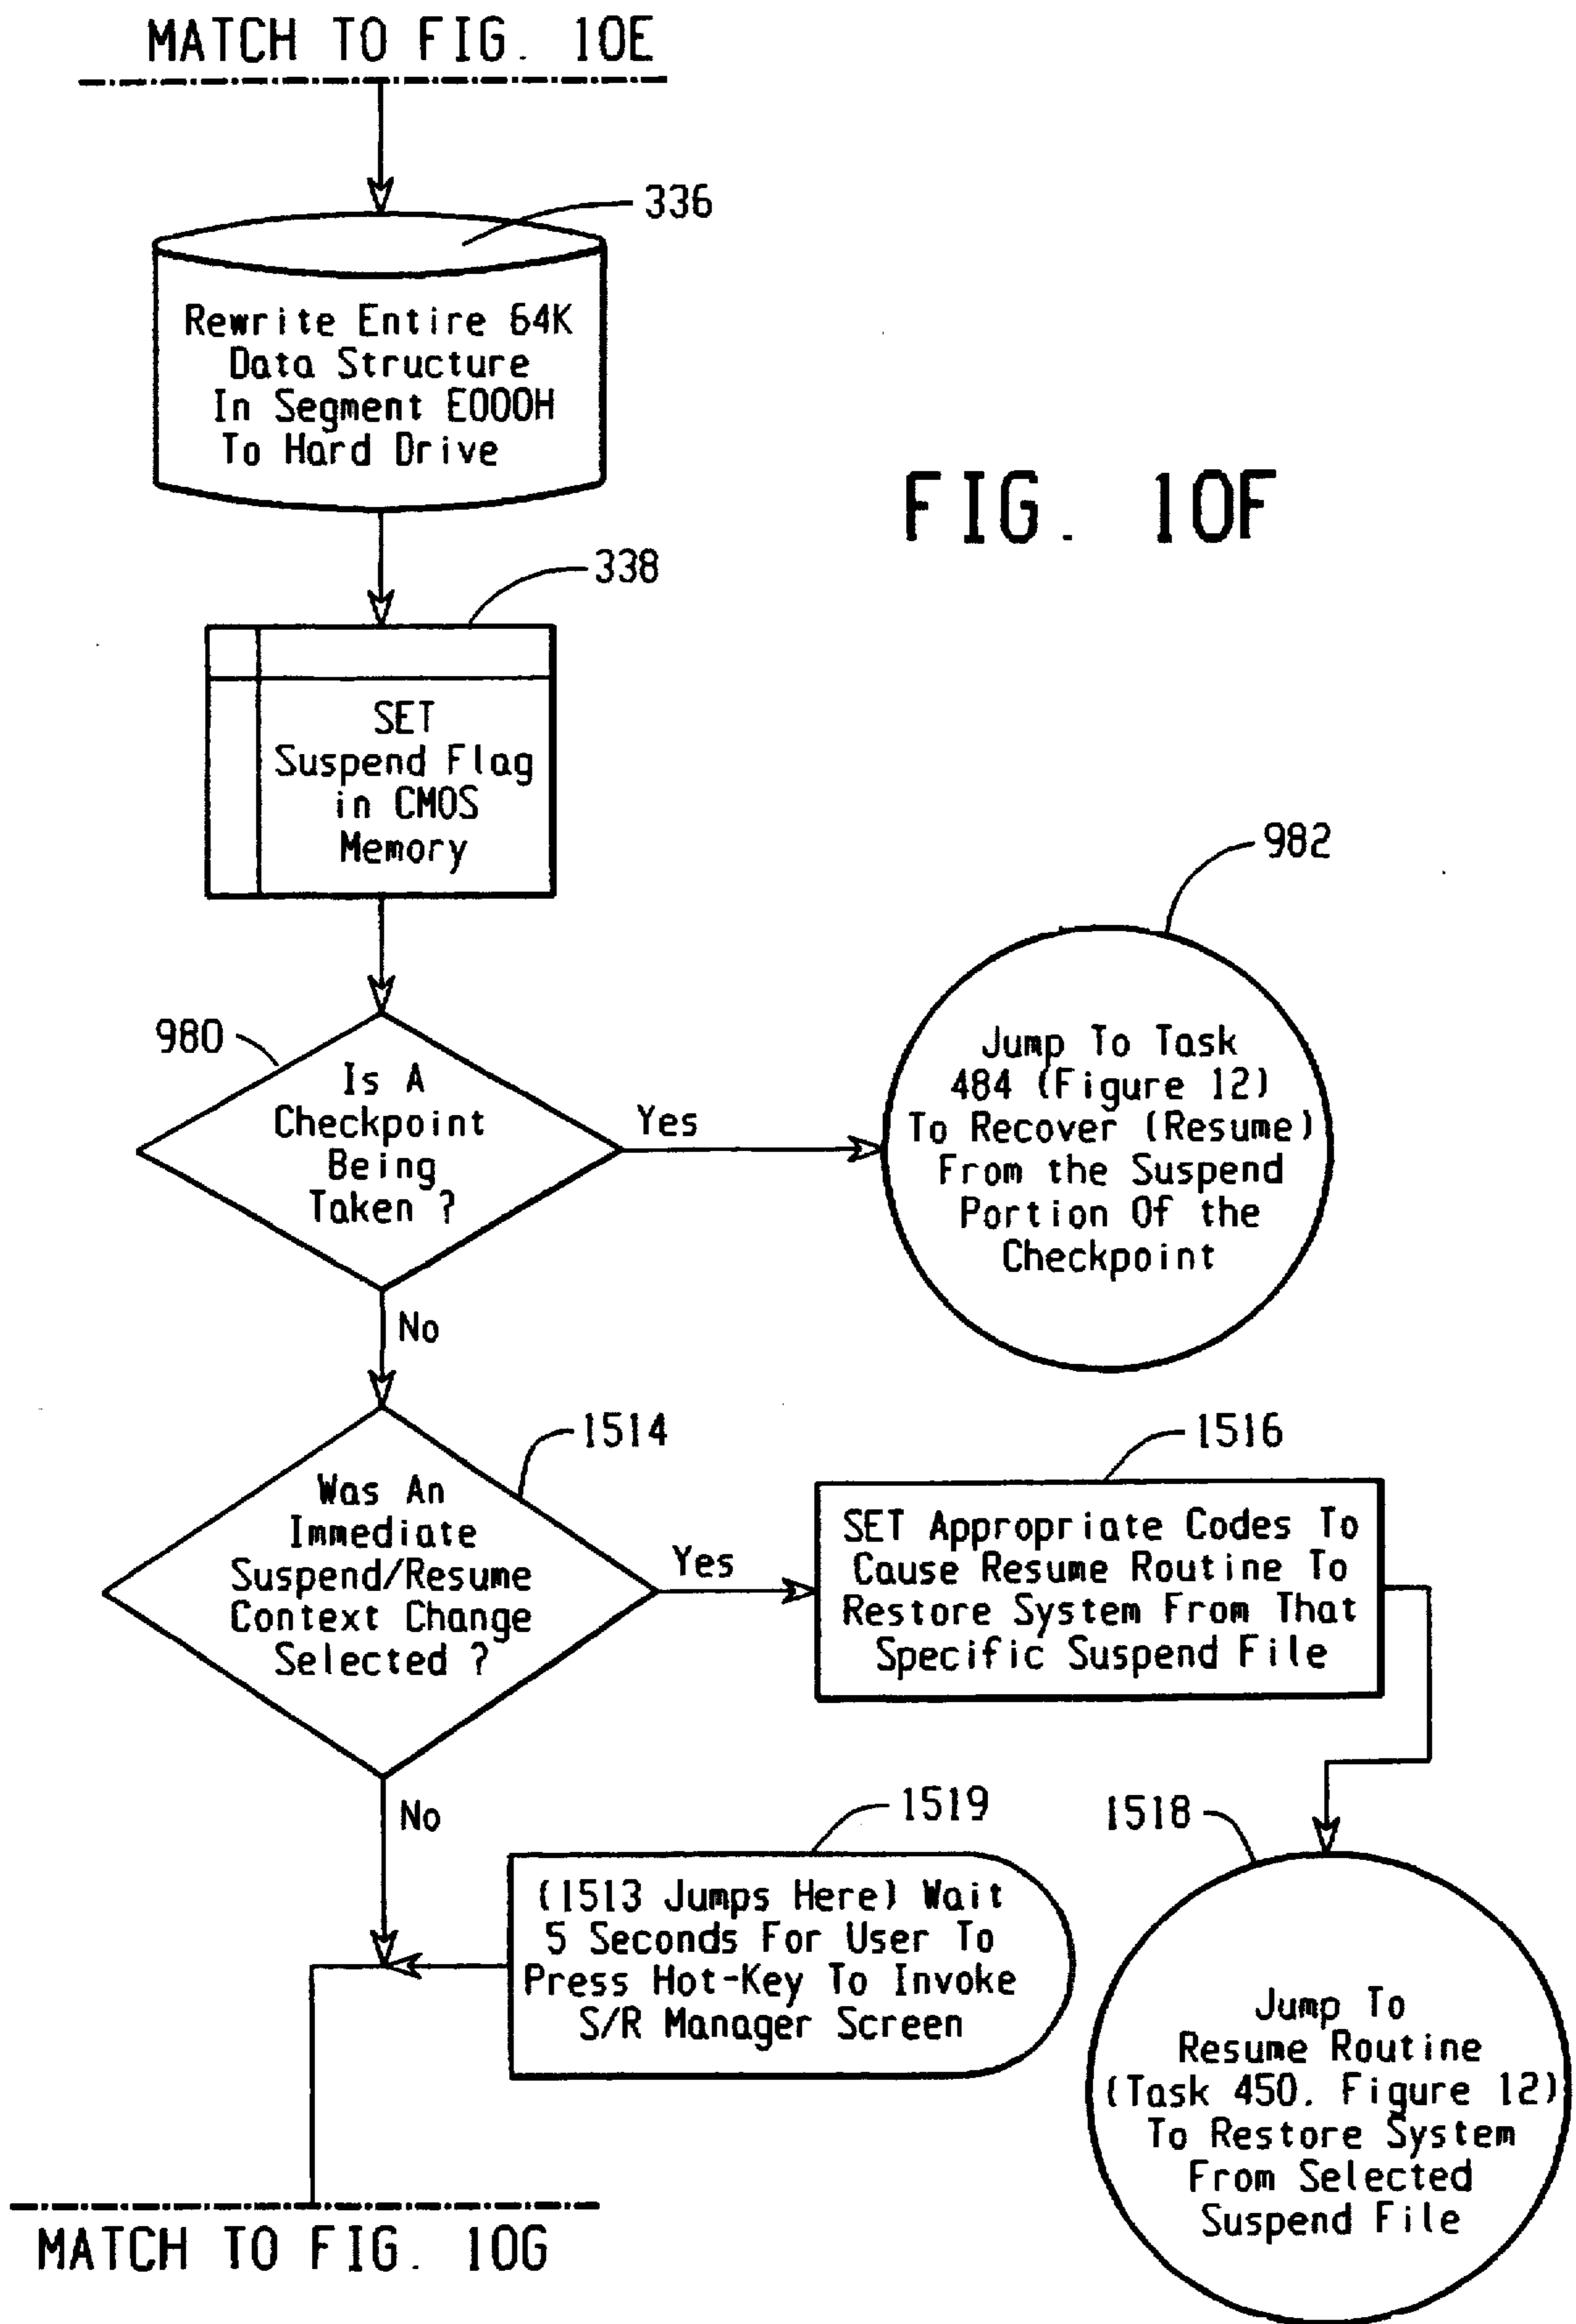 MATCH TO FIG. 10E
336
Rewrite Entire 64K
Data Structure
In Segment E000H
To Hard Drive
FIG. 10F
338
SET
Suspend Flag
in CMOS
Memory
982
980
Is A
Checkpoint
Being
Taken ?
Yes
Jump To Task
484 (Figure 12)
To Recover (Resume)
From the Suspend
Portion Of the
Checkpoint
No
1514
Was An
Immediate
Suspend/Resume
Context Change
Selected ?
Yes
1516
SET Appropriate Codes To
Cause Resume Routine To
Restore System From That
Specific Suspend File
No
1519
(1513 Jumps Here) Wait
5 Seconds For User To
Press Hot-Key To Invoke
S/R Manager Screen
1518
Jump To
Resume Routine
(Task 450. Figure 12)
To Restore System
From Selected
Suspend File
MATCH TO FIG. 10G